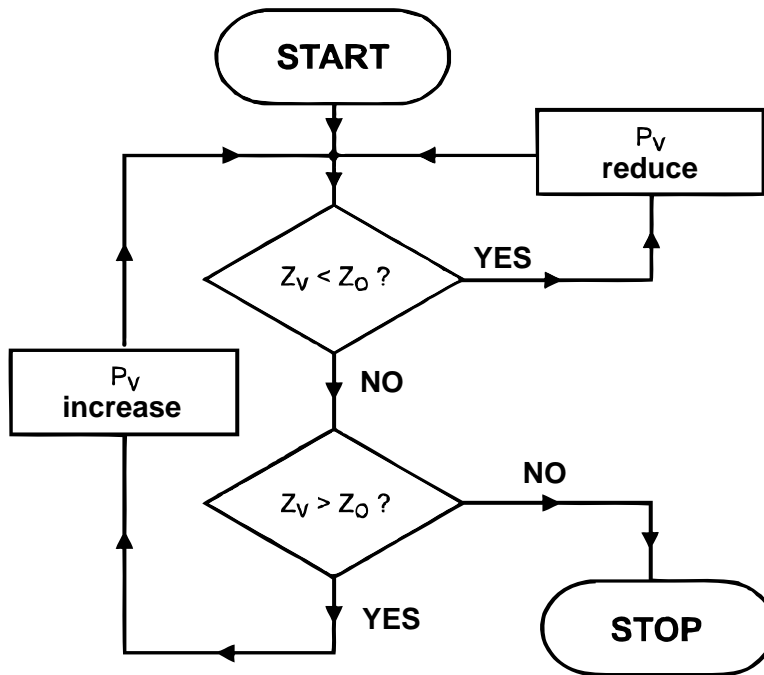 START
PV
reduce
YES
ZV < ZO ?
PV
increase
NO
ZV > ZO ?
NO
YES
STOP